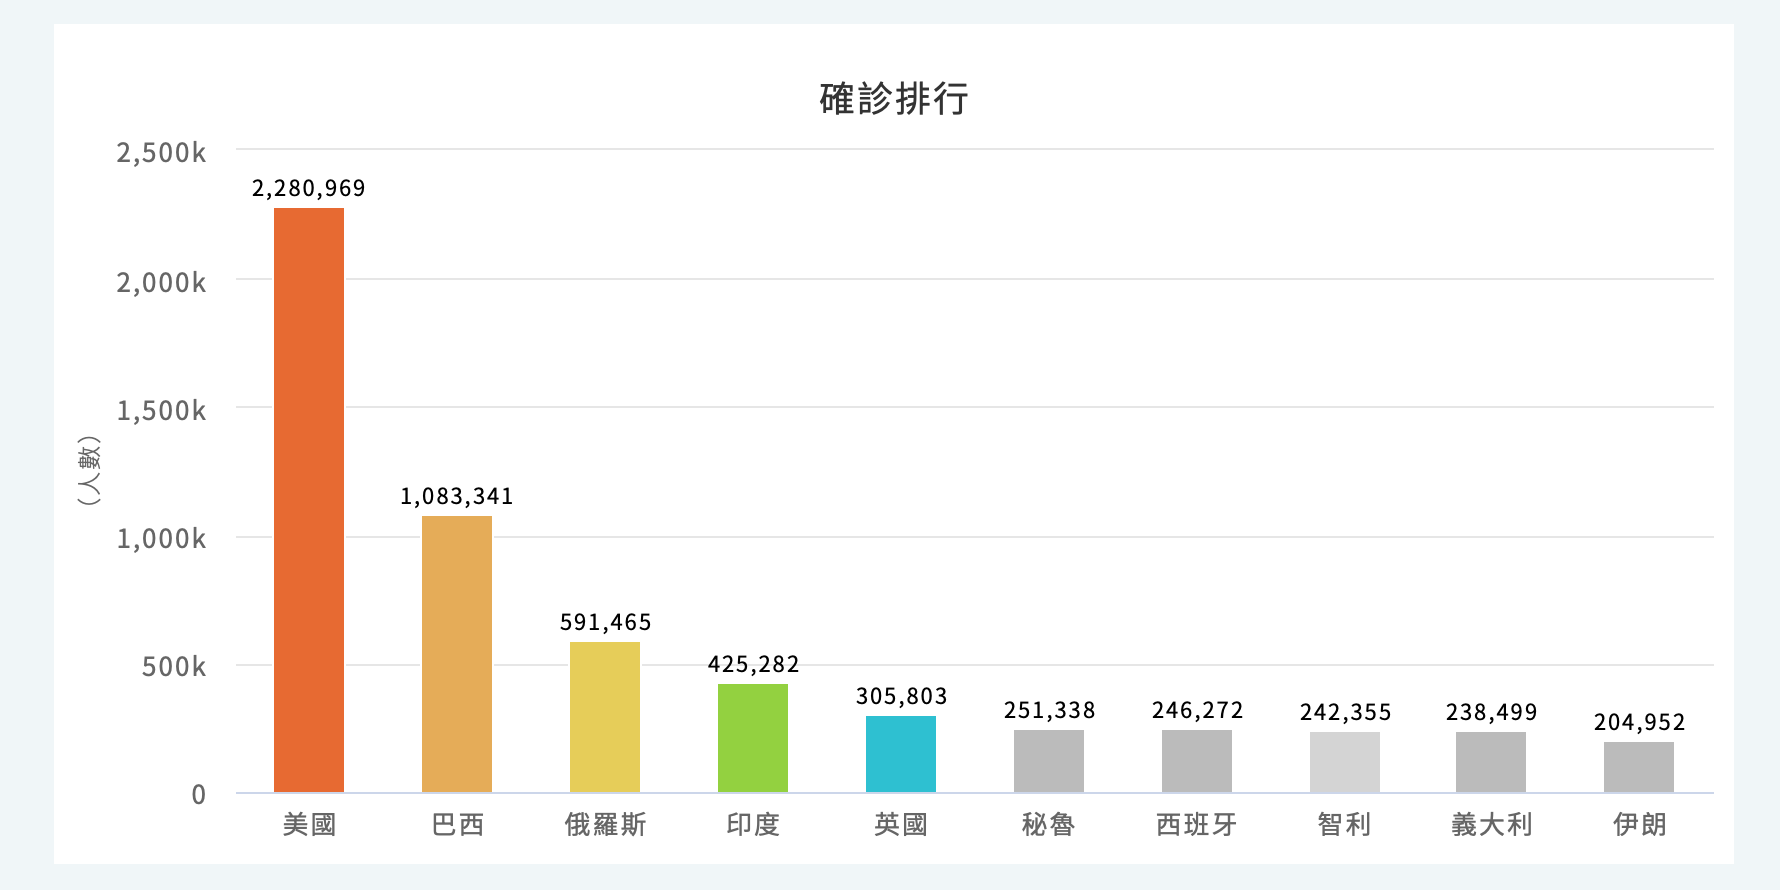 確診排行
2,500k
2,000k
1,500k
1,000k
500k
0
（人數）
2,280,969
1,083,341
591,465
425,282
305,803
251,338
246,272
242,355
238,499
204,952
美國
巴西
俄羅斯
印度
英國
秘魯
西班牙
智利
義大利
伊朗